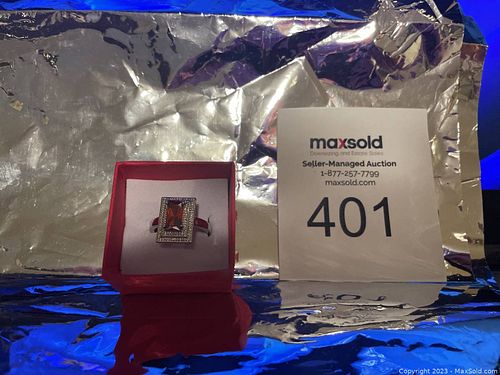 maxsold
Downsizing and Estate Sales
Seller-Managed Auction
1-877-257-7799
maxsold.com
401
Copyright 2023 - MaxSold.com